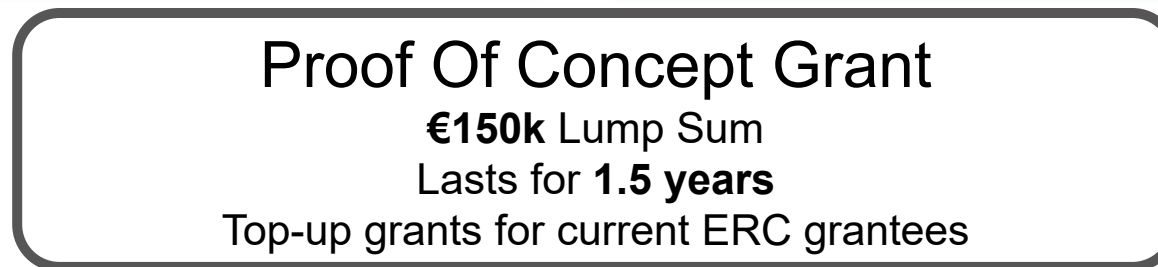 Proof Of Concept Grant
€150k Lump Sum
Lasts for 1.5 years
Top-up grants for current ERC grantees